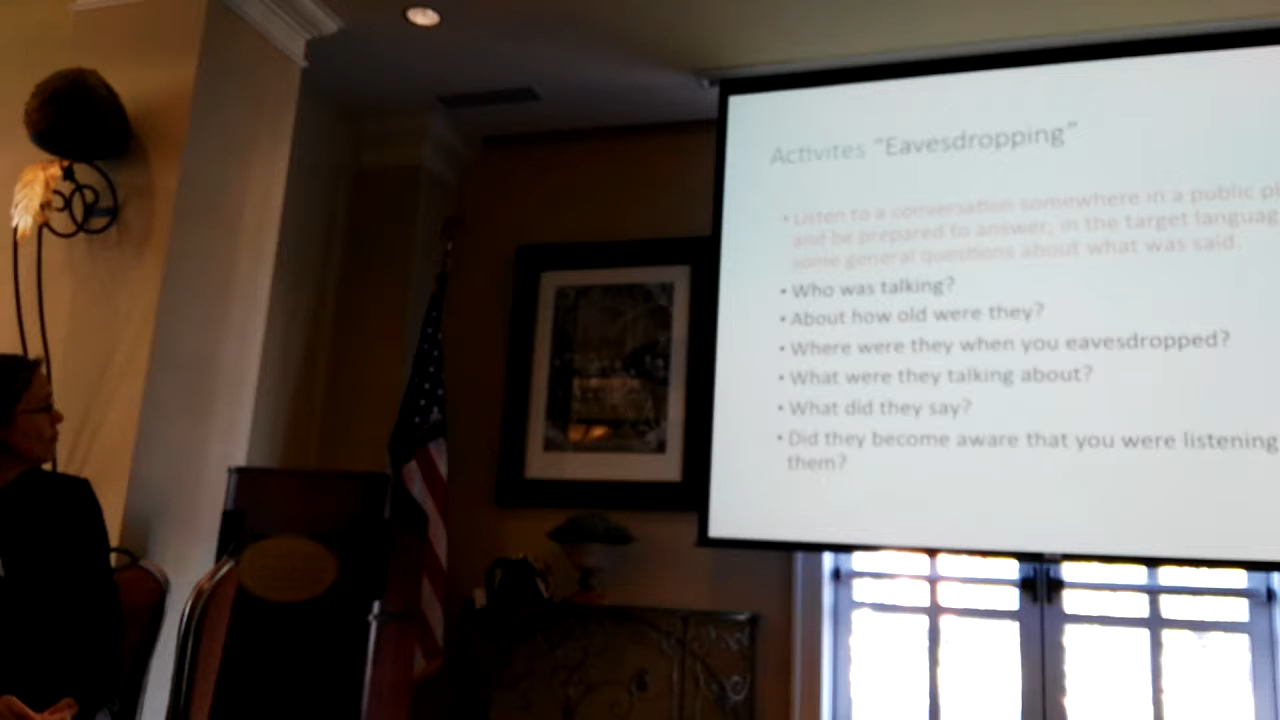 Activites "Eavesdropping"
• Listen to a conversation somewhere in a public
and be prepared to answer, in the target
some general questions about what was said.
• Who was talking?
• About how old were they?
• Where were they when you eavesdropped?
• What were they talking about?
• What did they say?
• Did they become aware that you were listening
them?